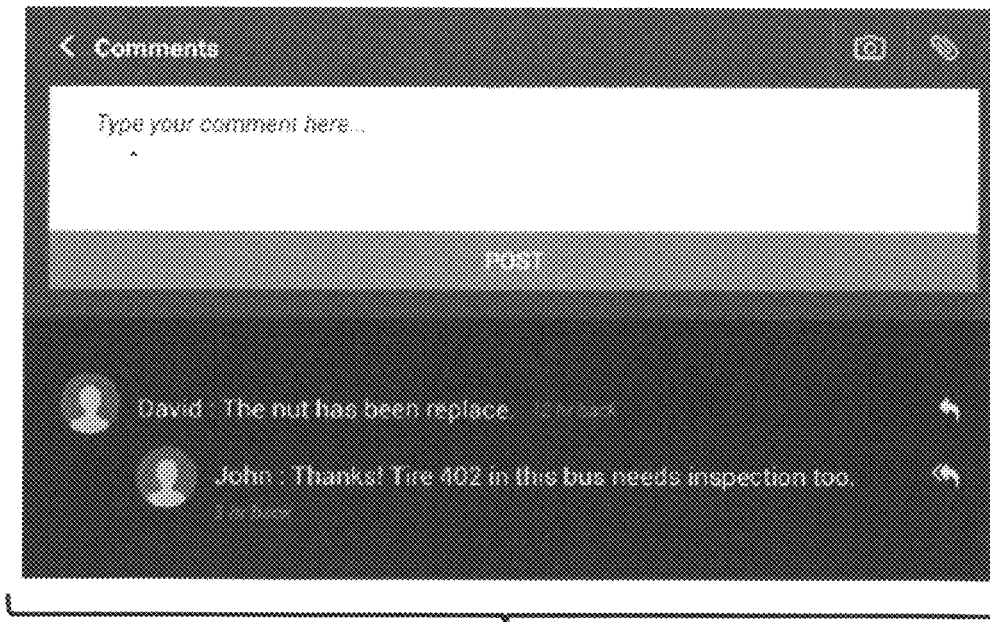 Comments
Type your comment here...
POST
David : The nut has been replace.
John : Thanks! Tire 402 in this bus needs inspection too.